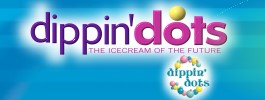 dippin'dots
THE ICECREAM OF THE FUTURE
dippin'
dots